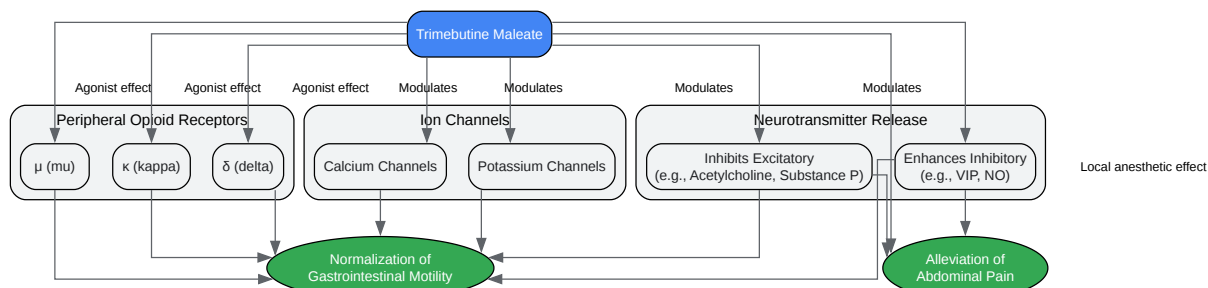 Trimebutine Maleate
Agonist effect
Agonist effect
Agonist effect
Modulates
Modulates
Modulates
Modulates
Peripheral Opioid Receptors
Ion Channels
Neurotransmitter Release
μ (mu)
κ (kappa)
δ (delta)
Calcium Channels
Potassium Channels
Inhibits Excitatory
(e.g., Acetylcholine, Substance P)
Enhances Inhibitory
(e.g., VIP, NO)
Local anesthetic effect
Normalization of
Gastrointestinal Motility
Alleviation of
Abdominal Pain